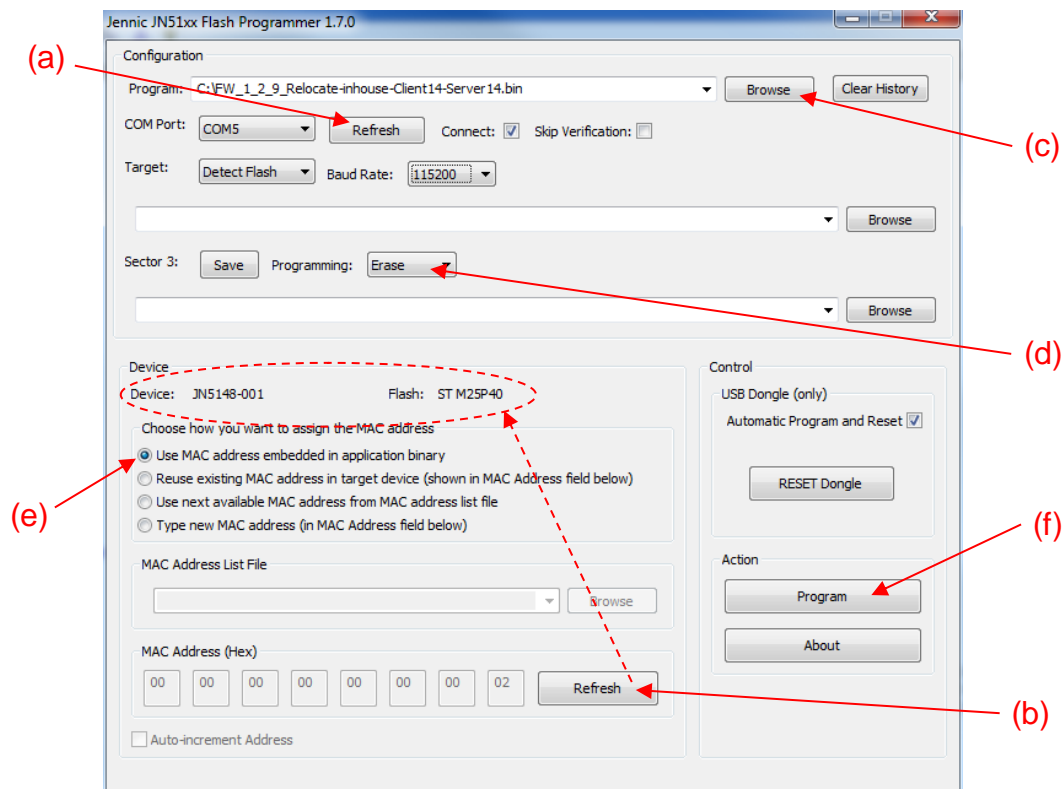 Jennic JN51xx Flash Programmer 1.7.0
Configuration
(a)
Program: C:\FW_1_2_9_Relocate-inhouse-Client14-Server14.bin Browse Clear History
COM Port: COM5 Refresh Connect: Skip Verification:
(c)
Target: Detect Flash Baud Rate: 115200
Browse
Sector 3: Save Programming: Erase
Browse
(d)
Device Control
Device: JN5148-001 Flash: ST M25P40 USB Dongle (only)
Automatic Program and Reset
Choose how you want to assign the MAC address
Use MAC address embedded in application binary
Reuse existing MAC address in target device (shown in MAC Address field below) RESET Dongle
Use next available MAC address from MAC address list file
(e)
Type new MAC address (in MAC Address field below)
(f)
MAC Address List File Action
Browse Program
About
MAC Address (Hex)
00 00 00 00 00 00 00 02 Refresh
(b)
Auto-increment Address